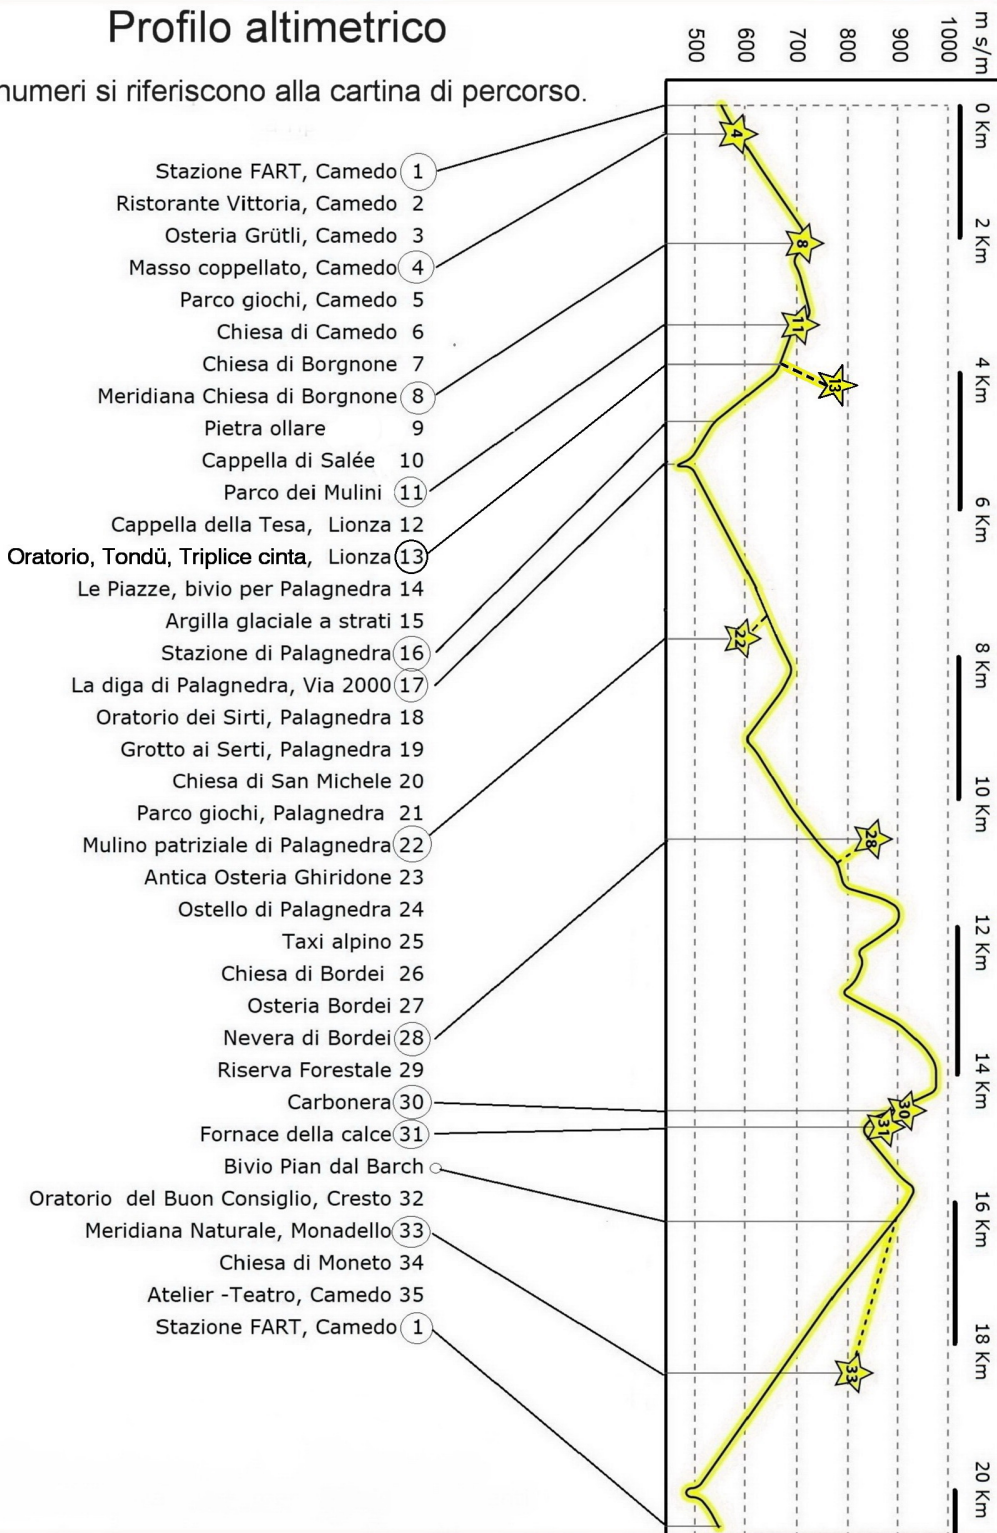 Profilo altimetrico
numeri si riferiscono alla cartina di percorso.
Stazione FART, Camedo 1
Ristorante Vittoria, Camedo 2
Osteria Grütli, Camedo 3
Masso coppellato, Camedo 4
Parco giochi, Camedo 5
Chiesa di Camedo 6
Chiesa di Borgnone 7
Meridiana Chiesa di Borgnone 8
Pietra ollare 9
Cappella di Salée 10
Parco dei Mulini 11
Cappella della Tesa, Lionza 12
Oratorio, Tondü, Triplice cinta, Lionza 13
Le Piazze, bivio per Palagnedra 14
Argilla glaciale a strati 15
Stazione di Palagnedra 16
La diga di Palagnedra, Via 2000 17
Oratorio dei Sirti, Palagnedra 18
Grotto ai Serti, Palagnedra 19
Chiesa di San Michele 20
Parco giochi, Palagnedra 21
Mulino patriziale di Palagnedra 22
Antica Osteria Ghiridone 23
Ostello di Palagnedra 24
Taxi alpino 25
Chiesa di Bordei 26
Osteria Bordei 27
Nevera di Bordei 28
Riserva Forestale 29
Carbonera 30
Fornace della calce 31
Bivio Pian dal Barch
Oratorio del Buon Consiglio, Cresto 32
Meridiana Naturale, Monadello 33
Chiesa di Moneto 34
Atelier -Teatro, Camedo 35
Stazione FART, Camedo 1
m s/m
1000
900
800
700
600
500
0 Km
2 Km
4 Km
6 Km
8 Km
10 Km
12 Km
14 Km
16 Km
18 Km
20 Km
4
8
11
13
22
28
30
31
33